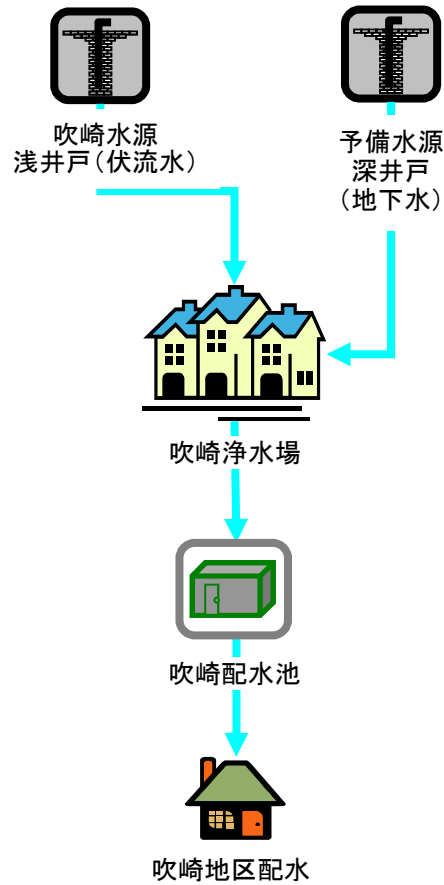 吹崎水源
浅井戸（伏流水）
予備水源
深井戸
（地下水）
吹崎浄水場
吹崎配水池
吹崎地区配水